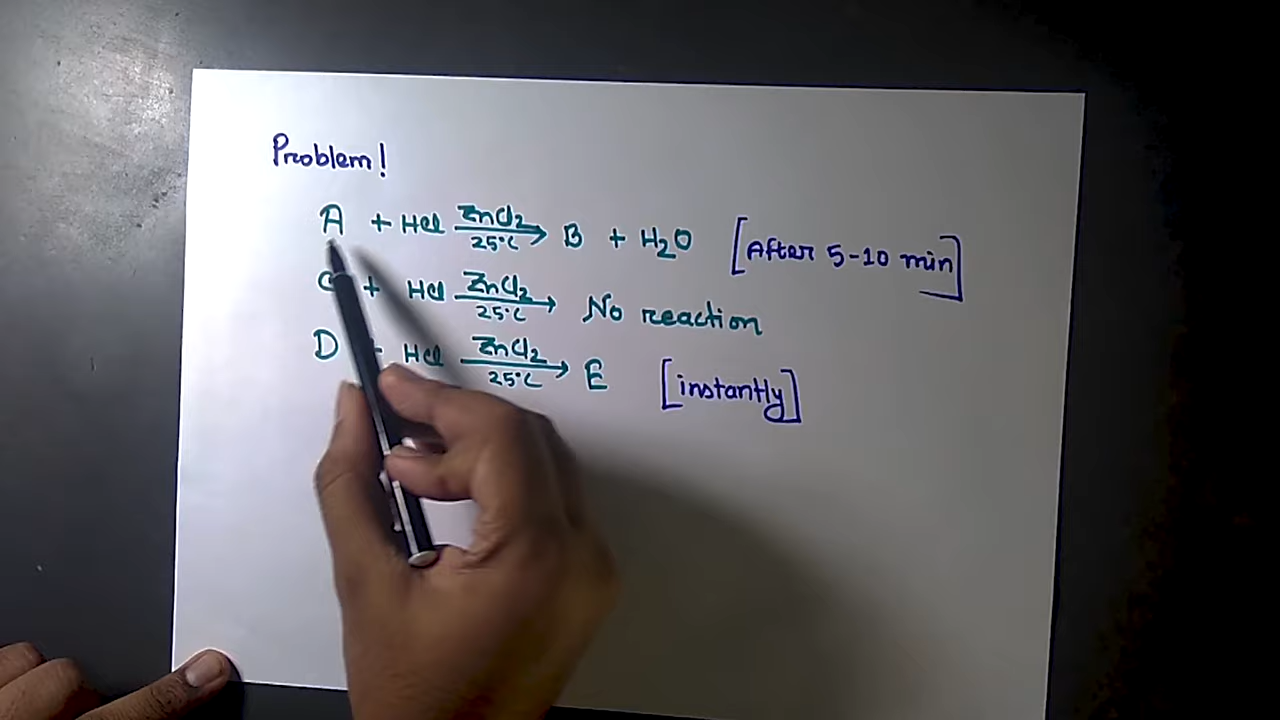 Problem!
A + HCl ZnCl2 25°C B + H2O [After 5-10 min]
C + HCl ZnCl2 25°C No reaction
D + HCl ZnCl2 25°C E [instantly]